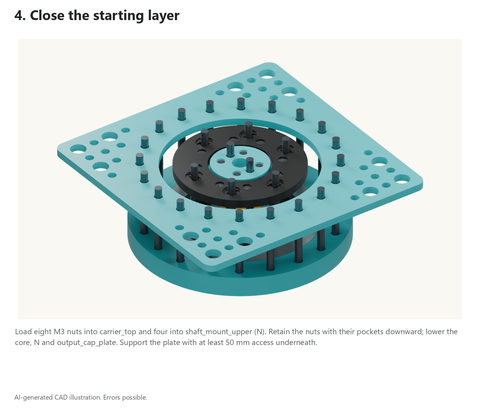 4. Close the starting layer
Load eight M3 nuts into carrier_top and four into shaft_mount_upper (N). Retain the nuts with their pockets downward; lower the
core, N and output_cap_plate. Support the plate with at least 50 mm access underneath.
AI-generated CAD illustration. Errors possible.